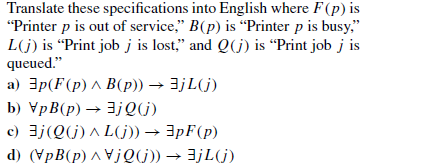 Translate these specifications into English where F(p) is
“Printer p is out of service,” B(p) is “Printer p is busy,”
L(j) is “Print job j is lost,” and Q(j) is “Print job j is
queued.”
a) ∃p(F(p) ∧ B(p)) → ∃jL(j)
b) ∀pB(p) → ∃jQ(j)
c) ∃j(Q(j) ∧ L(j)) → ∃pF(p)
d) (∀pB(p) ∧ ∀jQ(j)) → ∃jL(j)